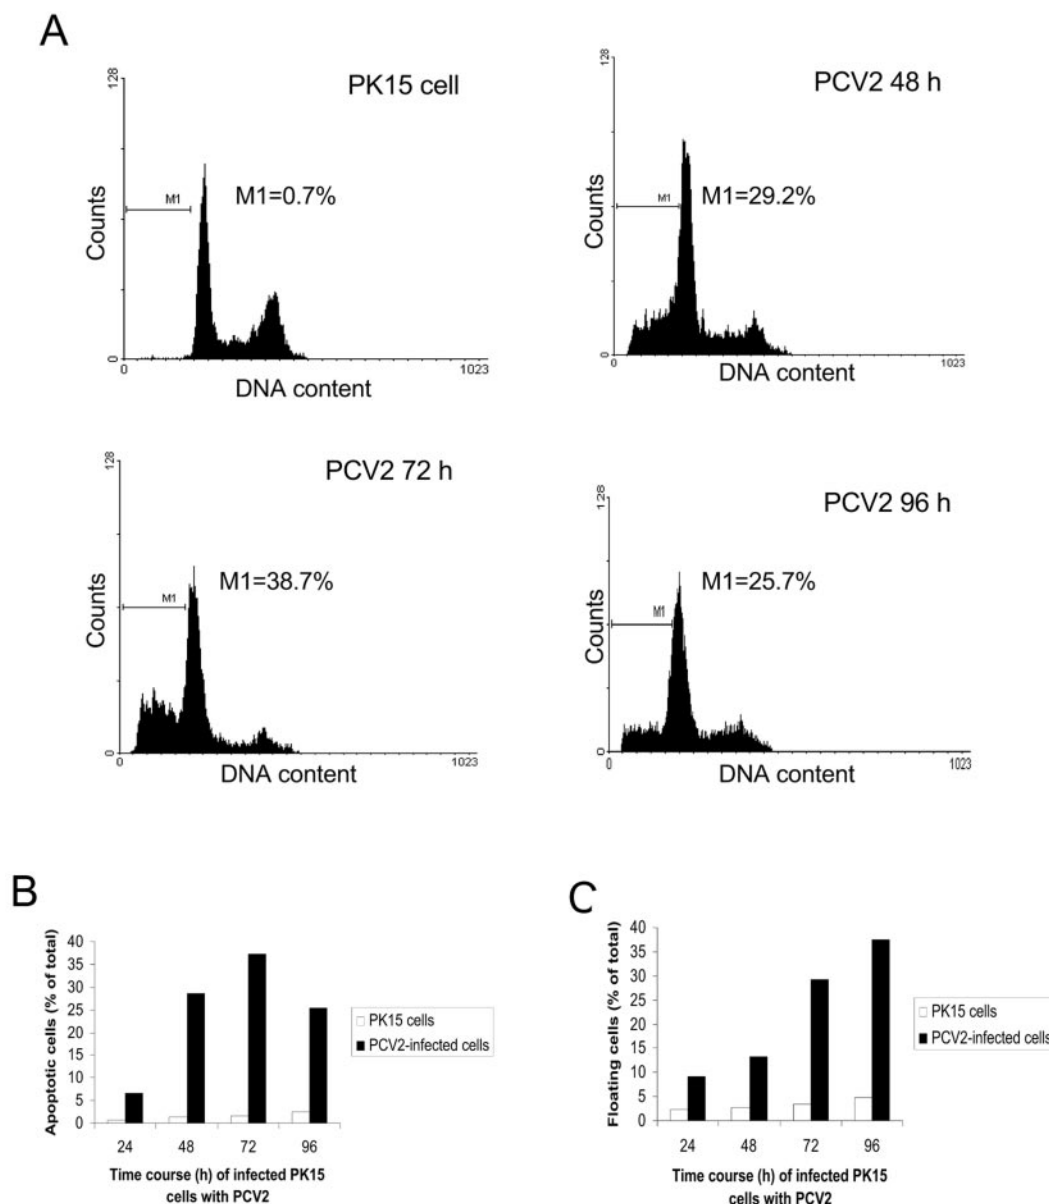 A
PK15 cell
128
M1
M1=0.7%
Counts
0
0
1023
DNA content
PCV2 48 h
128
M1
M1=29.2%
Counts
0
0
1023
DNA content
PCV2 72 h
128
M1
M1=38.7%
Counts
0
0
1023
DNA content
PCV2 96 h
128
M1
M1=25.7%
Counts
0
0
1023
DNA content
B
Apoptotic cells (% of total)
40
35
30
25
20
15
10
5
0
24 48 72 96
Time course (h) of infected PK15
cells with PCV2
PK15 cells
PCV2-infected cells
C
Floating cells (% of total)
40
35
30
25
20
15
10
5
0
24 48 72 96
Time course (h) of infected PK15
cells with PCV2
PK15 cells
PCV2-infected cells